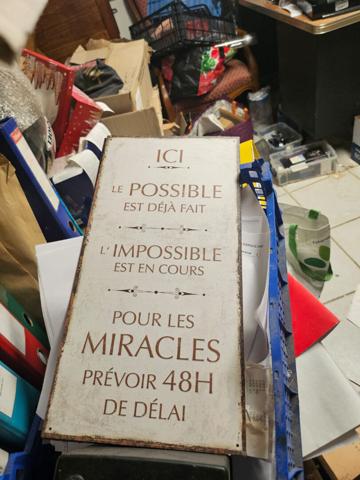 ICI
LE POSSIBLE
EST DÉJÀ FAIT
L'IMPOSSIBLE
EST EN COURS
POUR LES
MIRACLES
PRÉVOIR 48H
DE DÉLAI